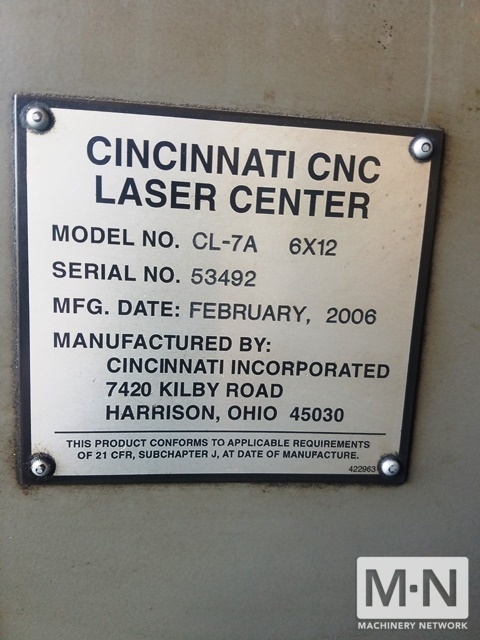 CINCINNATI CNC
LASER CENTER
MODEL NO. CL-7A 6X12
SERIAL NO. 53492
MFG. DATE: FEBRUARY, 2006
MANUFACTURED BY:
CINCINNATI INCORPORATED
7420 KILBY ROAD
HARRISON, OHIO 45030
THIS PRODUCT CONFORMS TO APPLICABLE REQUIREMENTS
OF 21 CFR, SUBCHAPTER J, AT DATE OF MANUFACTURE.
422963
M·N
MACHINERY NETWORK